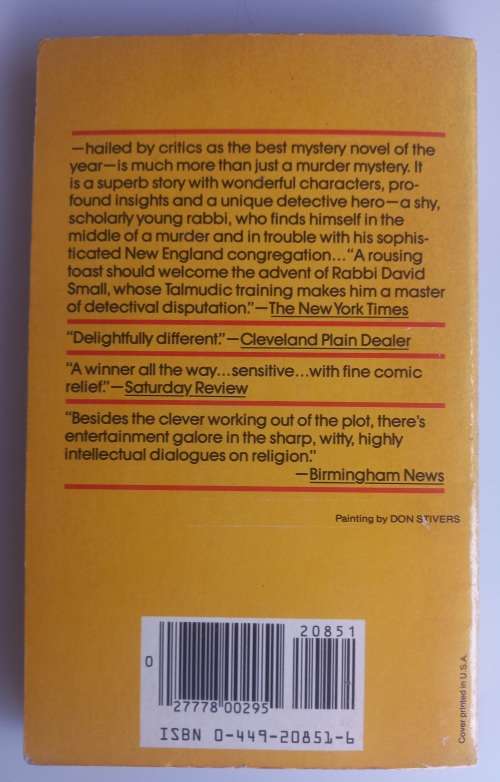 —hailed by critics as the best mystery novel of the
year—is much more than just a murder mystery. It
is a superb story with wonderful characters, pro-
found insights and a unique detective hero—a shy,
scholarly young rabbi, who finds himself in the
middle of a murder and in trouble with his sophis-
ticated New England congregation..."A rousing
toast should welcome the advent of Rabbi David
Small, whose Talmudic training makes him a master
of detectival disputation."—The New York Times
"Delightfully different."—Cleveland Plain Dealer
"A winner all the way...sensitive...with fine comic
relief."—Saturday Review
"Besides the clever working out of the plot, there's
entertainment galore in the sharp, witty, highly
intellectual dialogues on religion."
—Birmingham News
Painting by DON STIVERS
20851
0
27778 00295
ISBN 0-449-20851-6
Cover printed in U.S.A.